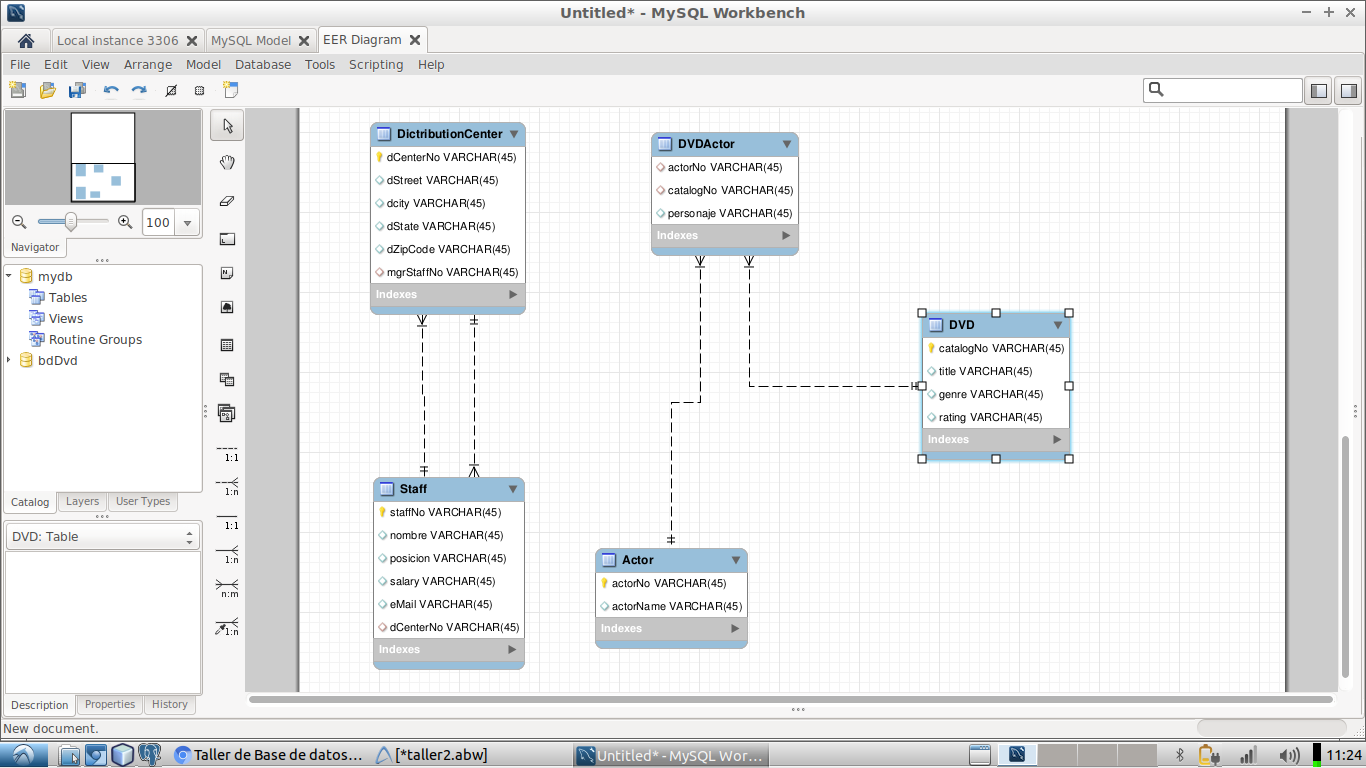 Untitled* - MySQL Workbench
Local instance 3306
MySQL Model
EER Diagram
File Edit View Arrange Model Database Tools Scripting Help
100
Navigator
mydb
Tables
Views
Routine Groups
bdDvd
Catalog Layers User Types
DVD: Table
Description Properties History
1:1
1:n
1:1
1:n
n:m
1:n
DictributionCenter
dCenterNo VARCHAR(45)
dStreet VARCHAR(45)
dcity VARCHAR(45)
dState VARCHAR(45)
dZipCode VARCHAR(45)
mgrStaffNo VARCHAR(45)
Indexes
DVDActor
actorNo VARCHAR(45)
catalogNo VARCHAR(45)
personaje VARCHAR(45)
Indexes
DVD
catalogNo VARCHAR(45)
title VARCHAR(45)
genre VARCHAR(45)
rating VARCHAR(45)
Indexes
Staff
staffNo VARCHAR(45)
nombre VARCHAR(45)
posicion VARCHAR(45)
salary VARCHAR(45)
eMail VARCHAR(45)
dCenterNo VARCHAR(45)
Indexes
Actor
actorNo VARCHAR(45)
actorName VARCHAR(45)
Indexes
New document.
Taller de Base de datos...
[*taller2.abw]
Untitled* - MySQL Wor...
11:24